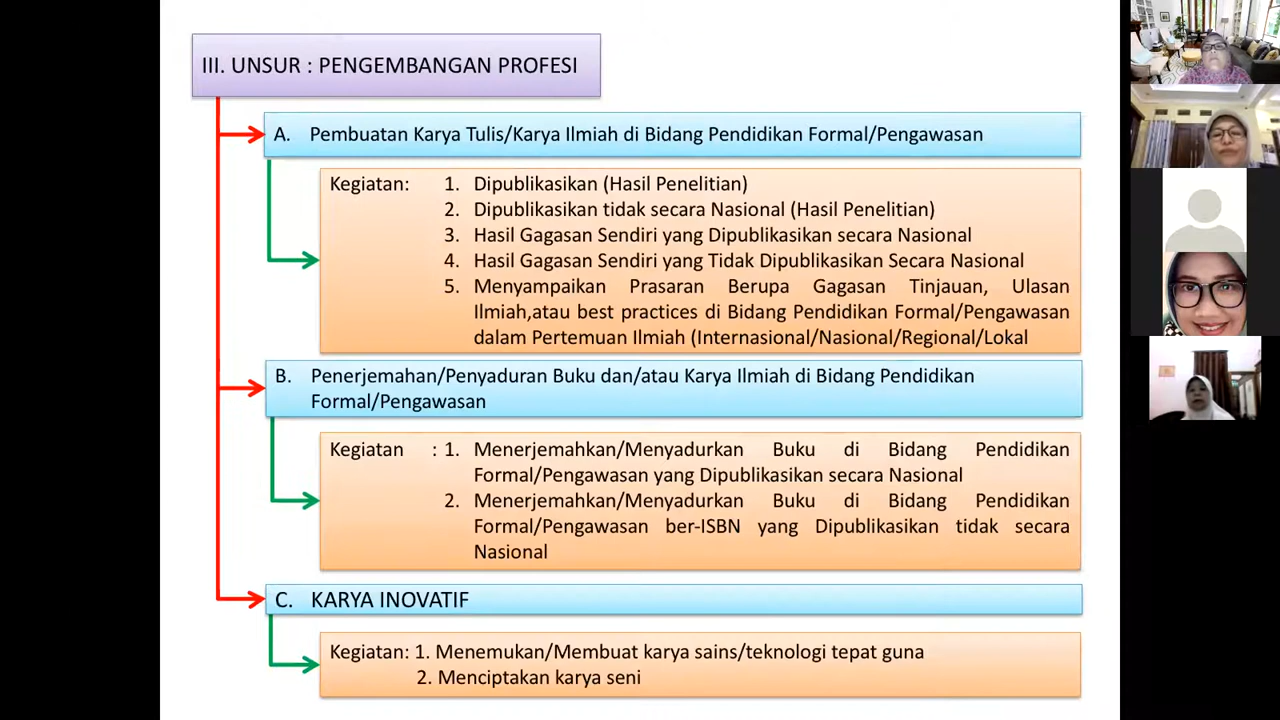 III. UNSUR : PENGEMBANGAN PROFESI
A. Pembuatan Karya Tulis/Karya Ilmiah di Bidang Pendidikan Formal/Pengawasan
Kegiatan: 1. Dipublikasikan (Hasil Penelitian)
2. Dipublikasikan tidak secara Nasional (Hasil Penelitian)
3. Hasil Gagasan Sendiri yang Dipublikasikan secara Nasional
4. Hasil Gagasan Sendiri yang Tidak Dipublikasikan Secara Nasional
5. Menyampaikan Prasaran Berupa Gagasan Tinjauan, Ulasan
Ilmiah,atau best practices di Bidang Pendidikan Formal/Pengawasan
dalam Pertemuan Ilmiah (Internasional/Nasional/Regional/Lokal
B. Penerjemahan/Penyaduran Buku dan/atau Karya Ilmiah di Bidang Pendidikan
Formal/Pengawasan
Kegiatan : 1. Menerjemahkan/Menyadurkan Buku di Bidang Pendidikan
Formal/Pengawasan yang Dipublikasikan secara Nasional
2. Menerjemahkan/Menyadurkan Buku di Bidang Pendidikan
Formal/Pengawasan ber-ISBN yang Dipublikasikan tidak secara
Nasional
C. KARYA INOVATIF
Kegiatan: 1. Menemukan/Membuat karya sains/teknologi tepat guna
2. Menciptakan karya seni